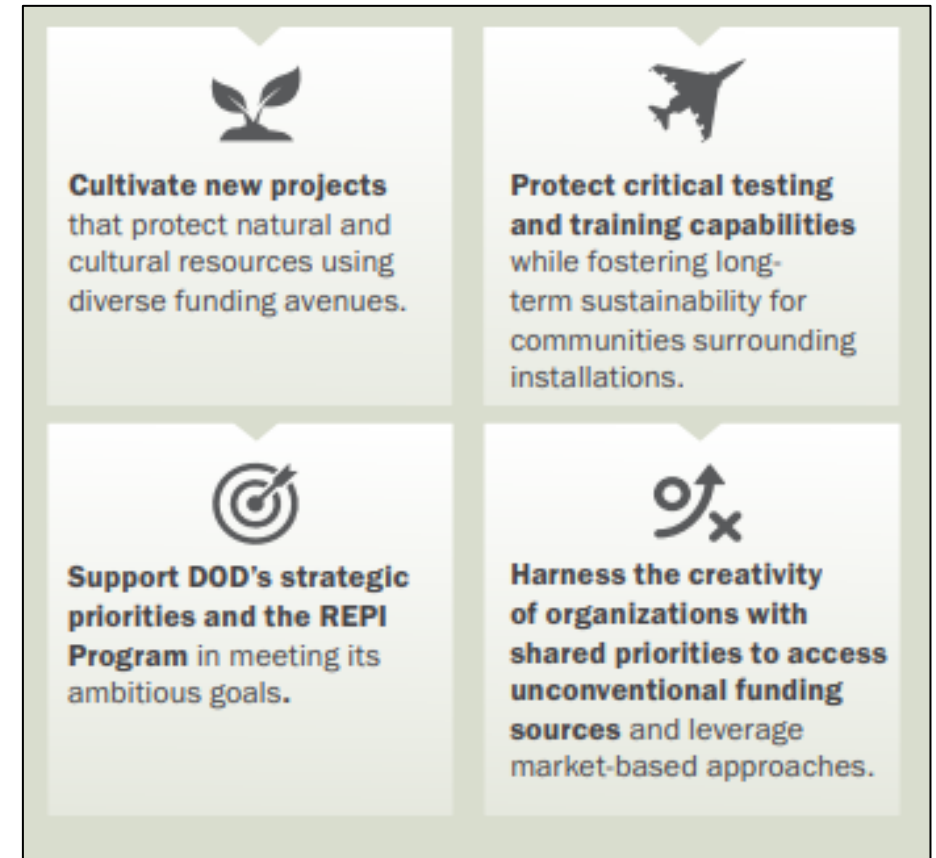 Cultivate new projects
that protect natural and
cultural resources using
diverse funding avenues.
Protect critical testing
and training capabilities
while fostering long-
term sustainability for
communities surrounding
installations.
Support DOD's strategic
priorities and the REPI
Program in meeting its
ambitious goals.
Harness the creativity
of organizations with
shared priorities to access
unconventional funding
sources and leverage
market-based approaches.